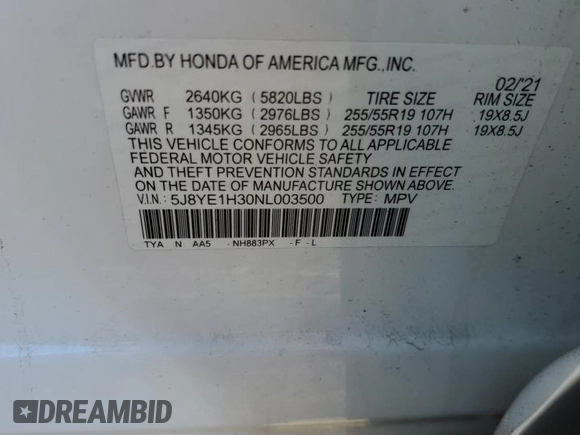 MFD.BY HONDA OF AMERICA MFG.,INC.
02/'21
GVWR 2640KG (5820LBS) TIRE SIZE RIM SIZE
GAWR F 1350KG (2976LBS) 255/55R19 107H 19X8.5J
GAWR R 1345KG (2965LBS) 255/55R19 107H 19X8.5J
THIS VEHICLE CONFORMS TO ALL APPLICABLE
FEDERAL MOTOR VEHICLE SAFETY
AND THEFT PREVENTION STANDARDS IN EFFECT
ON THE DATE OF MANUFACTURE SHOWN ABOVE.
V.I.N.: 5J8YE1H30NL003500 TYPE: MPV
TYA N AA5 NH883PX -F-L
DREAMBID